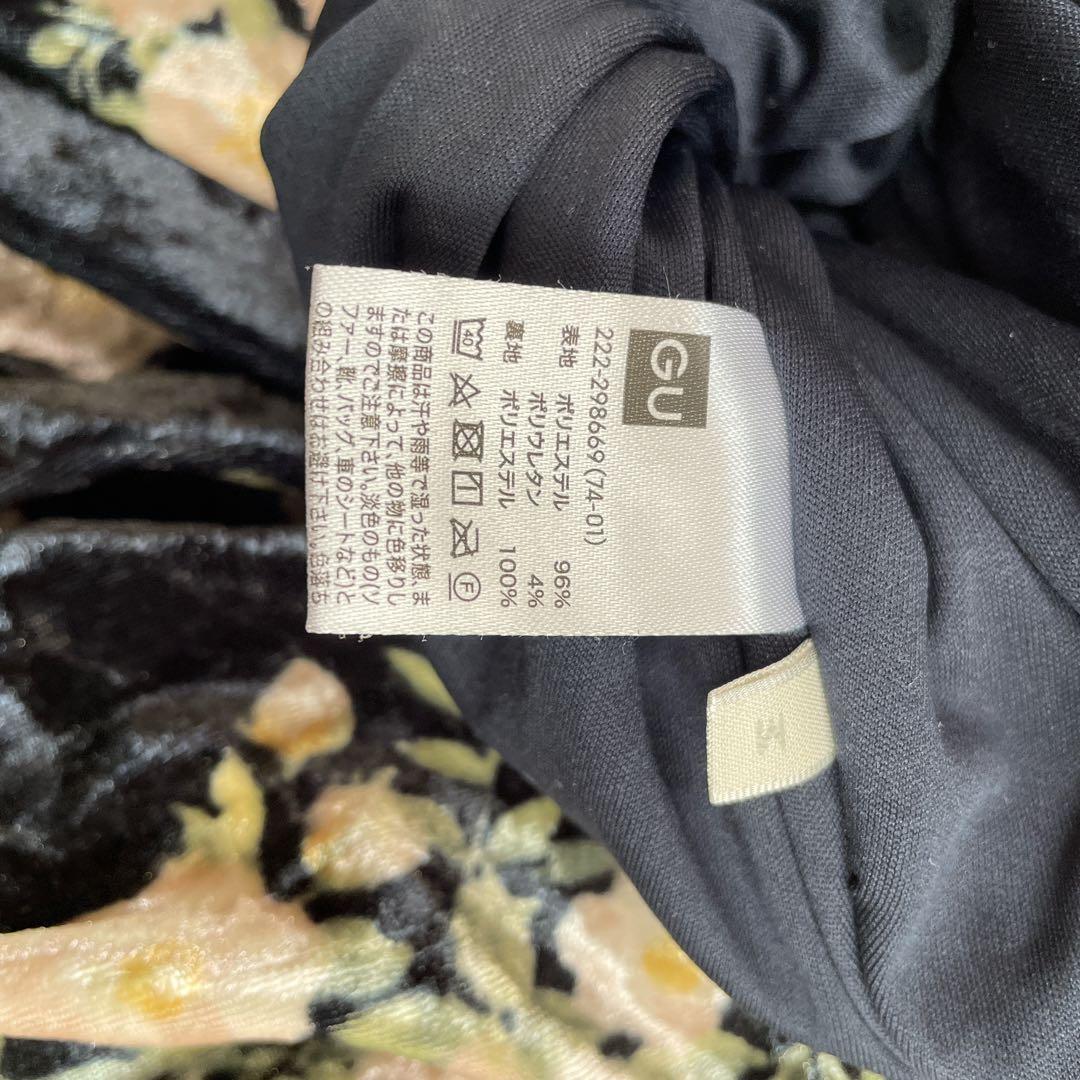 GU
222-298669(74-01)
表地 ポリエステル 96%
ポリウレタン 4%
裏地 ポリエステル 100%
40
F
この商品は汗や雨等で湿った状態、ま
たは摩擦によって、他の物に色移りし
ますのでご注意下さい。淡色のもの(ソ
ファー、靴、バッグ、車のシートなど)と
の組み合わせはお避け下さい。色落ち
M